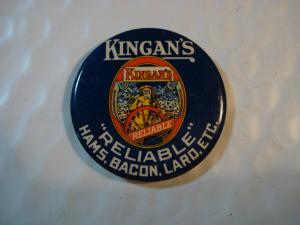 KINGAN'S
KINGAN'S
RELIABLE
"RELIABLE"
HAMS, BACON, LARD, ETC.